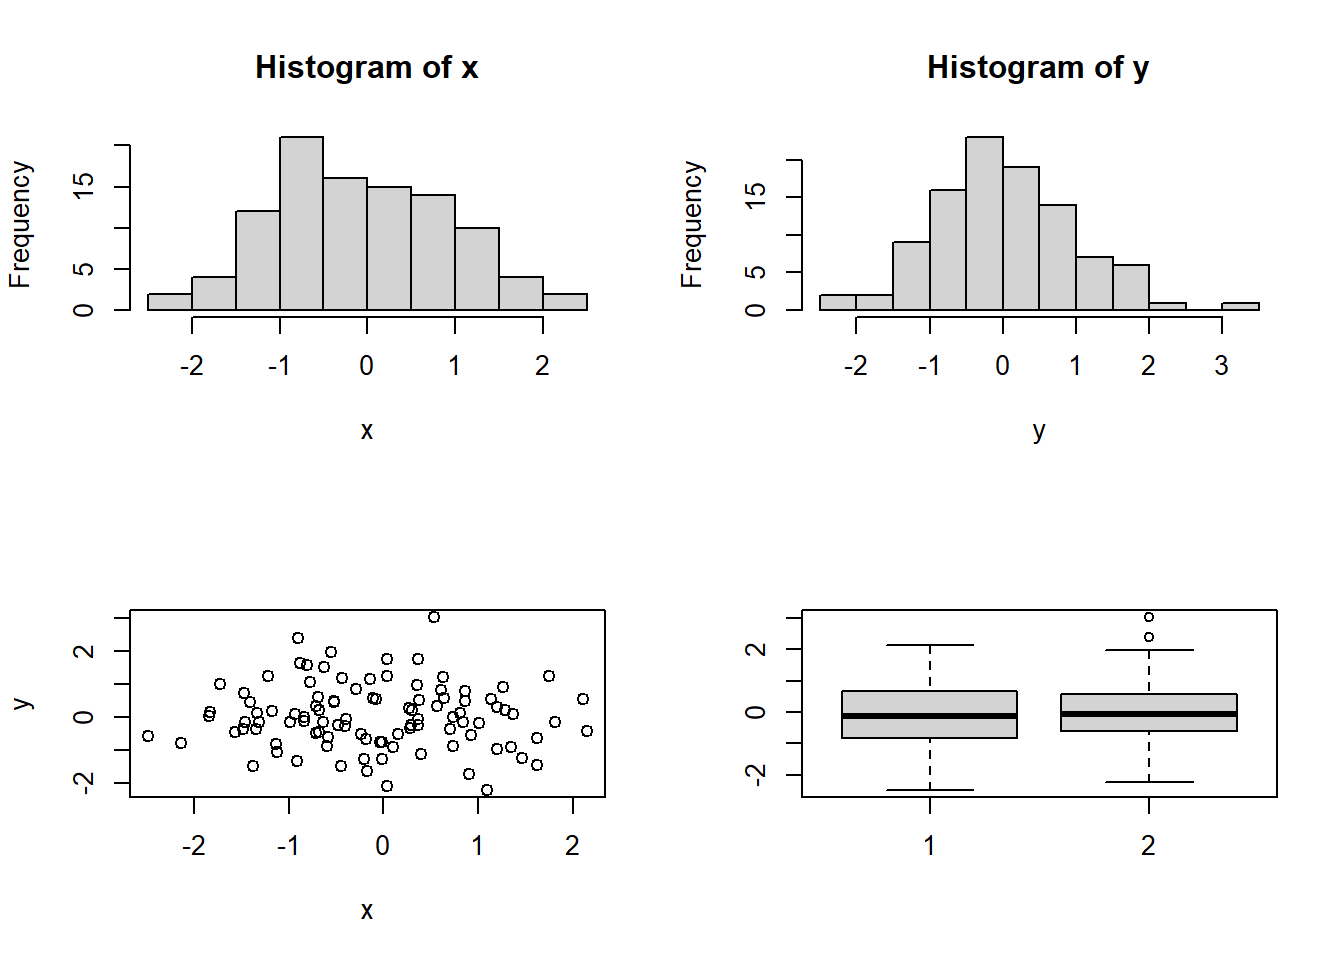 Histogram of x
Frequency
0 5 15
-2 -1 0 1 2
x
Histogram of y
Frequency
0 5 15
-2 -1 0 1 2 3
y
y
-2 0 2
-2 -1 0 1 2
x
-2 0 2
1 2